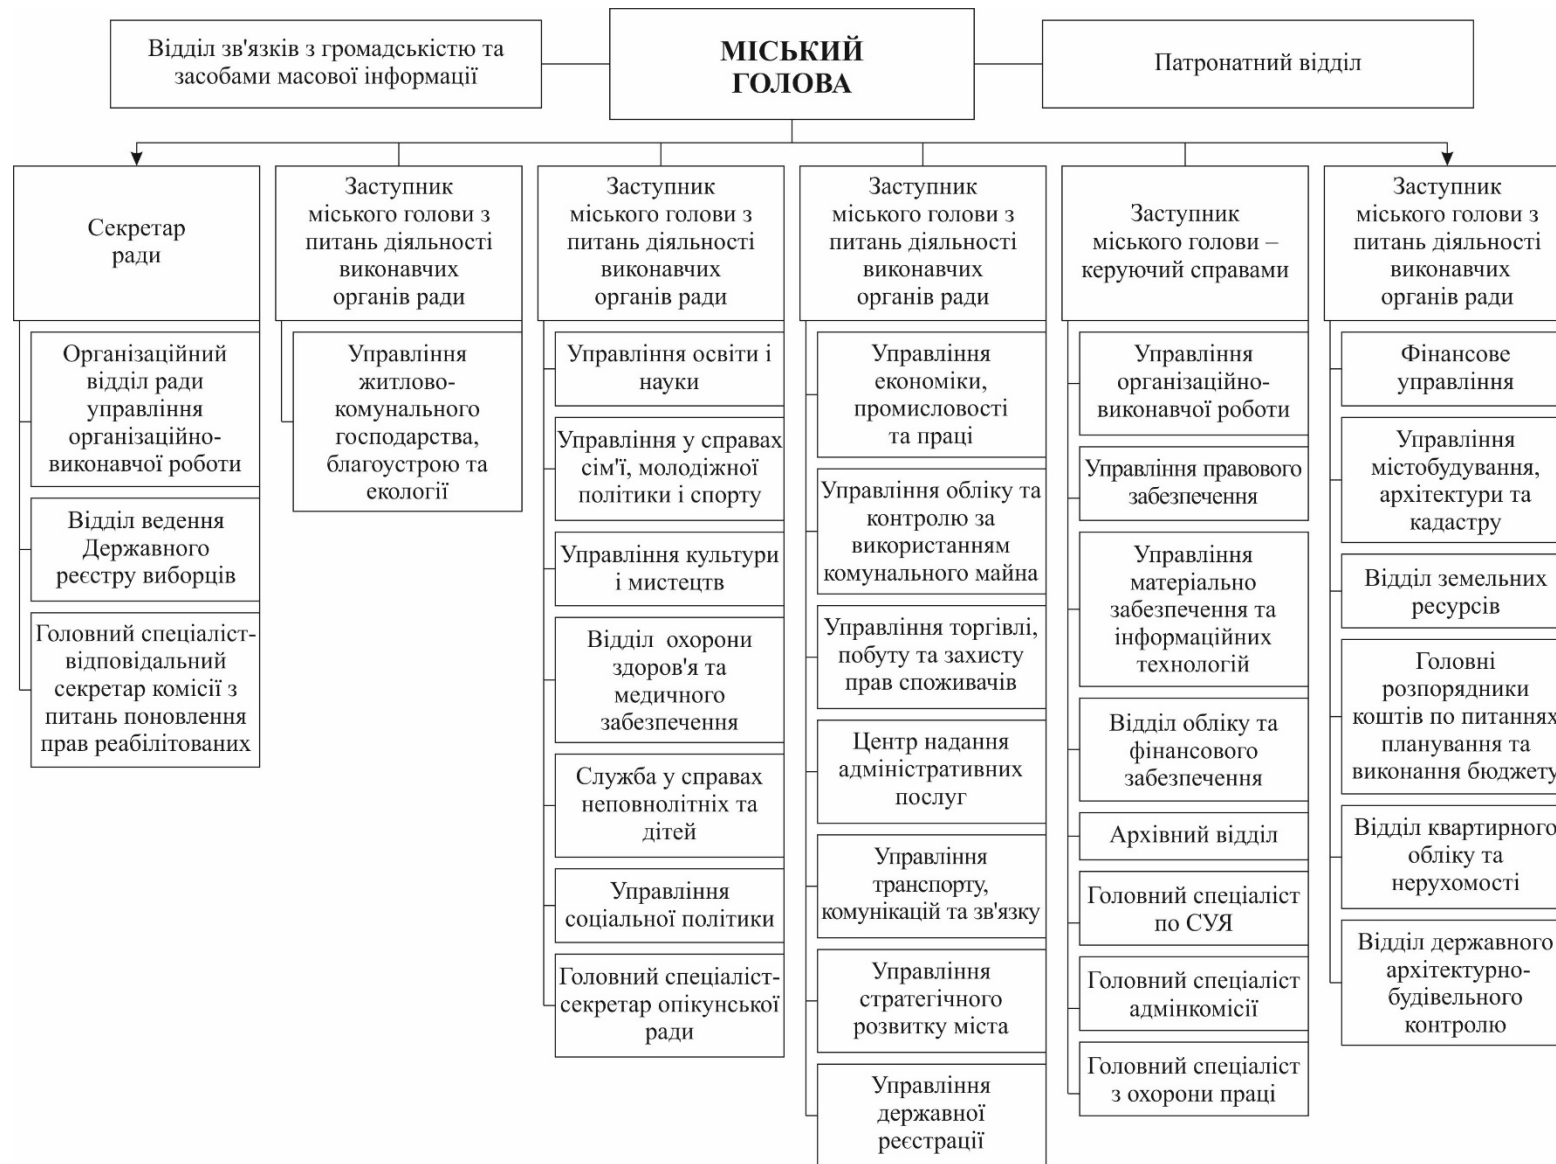 Відділ зв'язків з громадськістю та
засобами масової інформації
МІСЬКИЙ
ГОЛОВА
Патронатний відділ
Секретар
ради
Організаційний
відділ ради
управління
організаційно-
виконавчої роботи
Відділ ведення
Державного
реєстру виборців
Головний спеціаліст-
відповідальний
секретар комісії з
питань поновлення
прав реабілітованих
Заступник
міського голови з
питань діяльності
виконавчих
органів ради
Управління
житлово-
комунального
господарства,
благоустрою та
екології
Заступник
міського голови з
питань діяльності
виконавчих
органів ради
Управління освіти і
науки
Управління у справах
сім'ї, молодіжної
політики і спорту
Управління культури
і мистецтв
Відділ охорони
здоров'я та
медичного
забезпечення
Служба у справах
неповнолітніх та
дітей
Управління
соціальної політики
Головний спеціаліст-
секретар опікунської
ради
Заступник
міського голови з
питань діяльності
виконавчих
органів ради
Управління
економіки,
промисловості
та праці
Управління обліку та
контролю за
використанням
комунального майна
Управління торгівлі,
побуту та захисту
прав споживачів
Центр надання
адміністративних
послуг
Управління
транспорту,
комунікацій та зв'язку
Управління
стратегічного
розвитку міста
Управління
державної
реєстрації
Заступник
міського голови –
керуючий справами
Управління
організаційно-
виконавчої роботи
Управління правового
забезпечення
Управління
матеріально
забезпечення та
інформаційних
технологій
Відділ обліку та
фінансового
забезпечення
Архівний відділ
Головний спеціаліст
по СУЯ
Головний спеціаліст
адмінкомісії
Головний спеціаліст
з охорони праці
Заступник
міського голови з
питань діяльності
виконавчих
органів ради
Фінансове
управління
Управління
містобудування,
архітектури та
кадастру
Відділ земельних
ресурсів
Головні
розпорядники
коштів по питаннях
планування та
виконання бюджету
Відділ квартирного
обліку та
нерухомості
Відділ державного
архітектурно-
будівельного
контролю